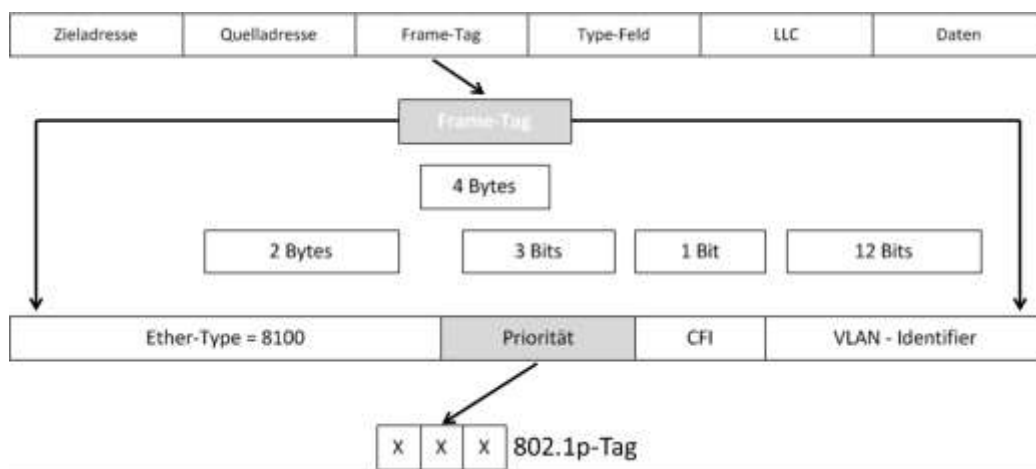 Zieladresse Quelladresse Frame-Tag Type-Feld LLC Daten
Frame-Tag
4 Bytes
2 Bytes 3 Bits 1 Bit 12 Bits
Ether-Type = 8100 Priorität CFI VLAN - Identifier
X X X 802.1p-Tag